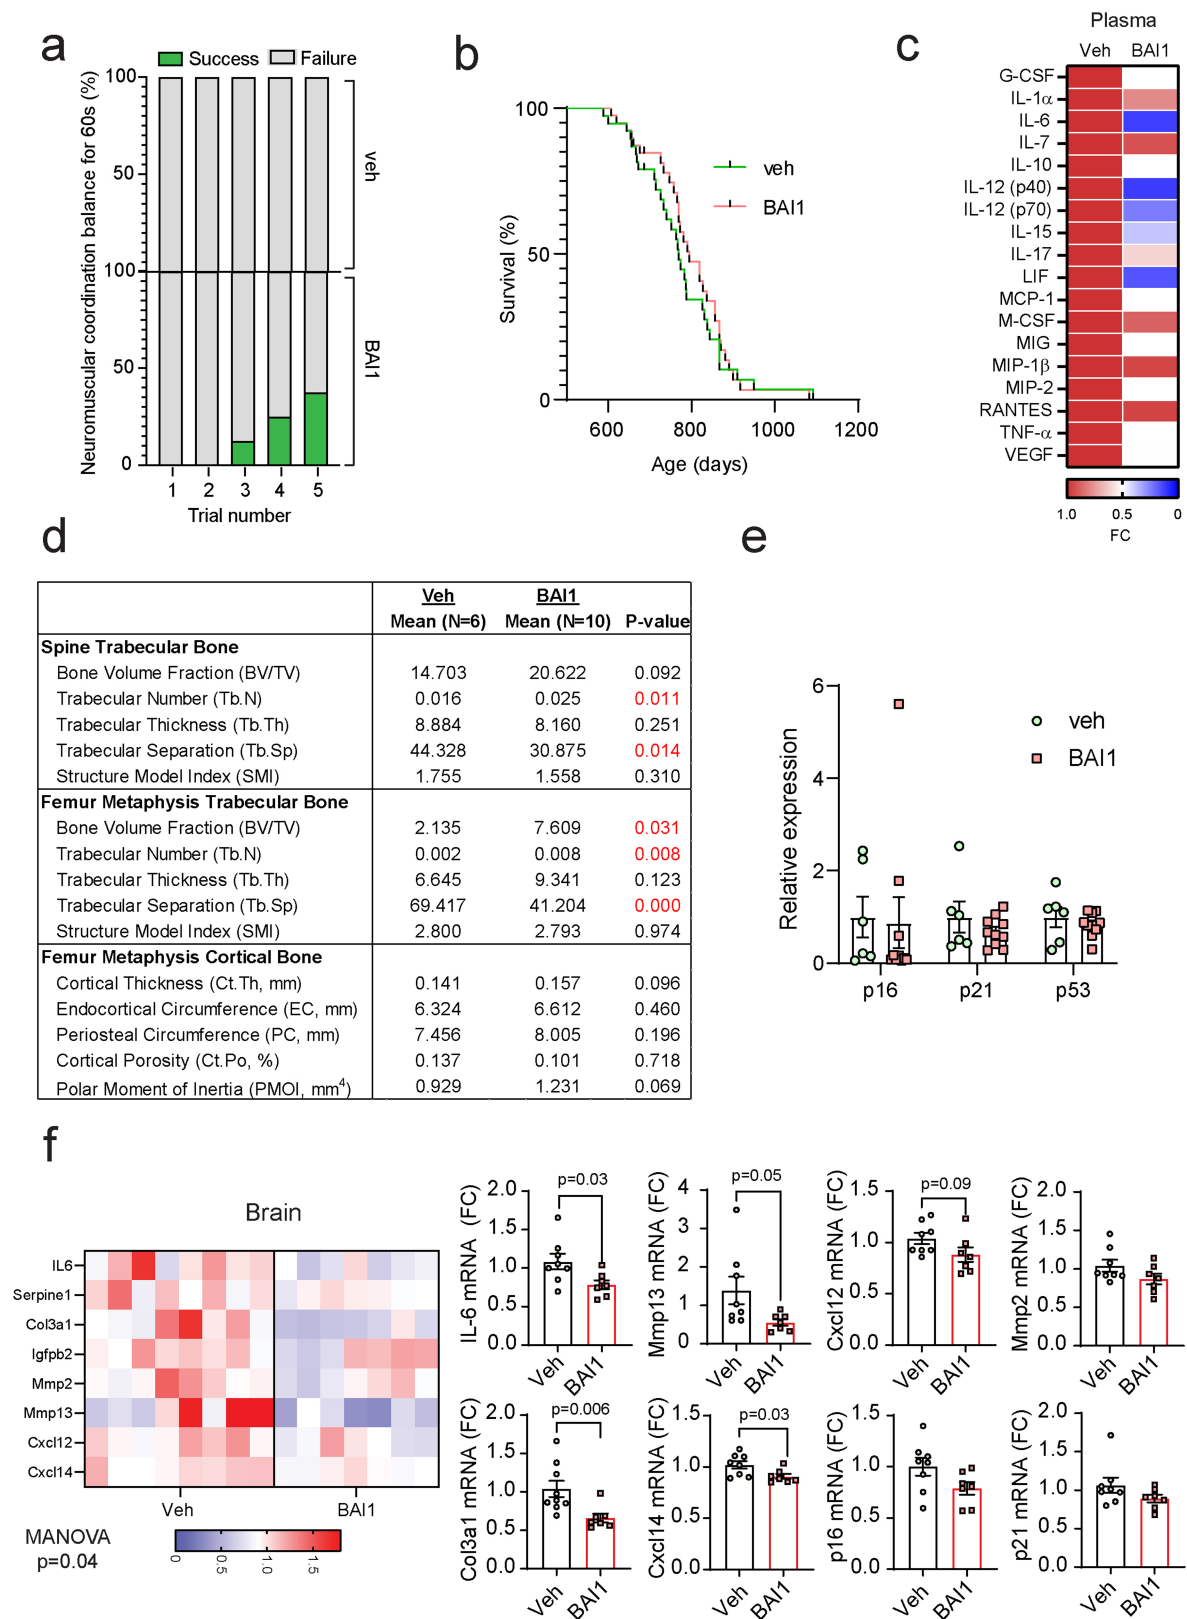 a
Success Failure
Neuromuscular coordination balance for 60s (%)
100
50
100
50
0
veh
BAI1
1 2 3 4 5
Trial number
b
Survival (%)
100
50
0
veh
BAI1
600 800 1000 1200
Age (days)
c
Plasma
Veh BAI1
G-CSF
IL-1α
IL-6
IL-7
IL-10
IL-12 (p40)
IL-12 (p70)
IL-15
IL-17
LIF
MCP-1
M-CSF
MIG
MIP-1β
MIP-2
RANTES
TNF-α
VEGF
1.0 0.5 0
FC
d
Veh BAI1
Mean (N=6) Mean (N=10) P-value
Spine Trabecular Bone
Bone Volume Fraction (BV/TV) 14.703 20.622 0.092
Trabecular Number (Tb.N) 0.016 0.025 0.011
Trabecular Thickness (Tb.Th) 8.884 8.160 0.251
Trabecular Separation (Tb.Sp) 44.328 30.875 0.014
Structure Model Index (SMI) 1.755 1.558 0.310
Femur Metaphysis Trabecular Bone
Bone Volume Fraction (BV/TV) 2.135 7.609 0.031
Trabecular Number (Tb.N) 0.002 0.008 0.008
Trabecular Thickness (Tb.Th) 6.645 9.341 0.123
Trabecular Separation (Tb.Sp) 69.417 41.204 0.000
Structure Model Index (SMI) 2.800 2.793 0.974
Femur Metaphysis Cortical Bone
Cortical Thickness (Ct.Th, mm) 0.141 0.157 0.096
Endocortical Circumference (EC, mm) 6.324 6.612 0.460
Periosteal Circumference (PC, mm) 7.456 8.005 0.196
Cortical Porosity (Ct.Po, %) 0.137 0.101 0.718
Polar Moment of Inertia (PMOI, mm⁴) 0.929 1.231 0.069
e
Relative expression
6
4
2
0
veh
BAI1
p16 p21 p53
f
Brain
IL6
Serpine1
Col3a1
Igfpb2
Mmp2
Mmp13
Cxcl12
Cxcl14
Veh BAI1
MANOVA
p=0.04
0 0.5 1.0 1.5
IL-6 mRNA (FC)
2.0
1.5
1.0
0.5
0.0
p=0.03
Veh BAI1
Mmp13 mRNA (FC)
4
3
2
1
0
p=0.05
Veh BAI1
Cxcl12 mRNA (FC)
1.5
1.0
0.5
0.0
p=0.09
Veh BAI1
Mmp2 mRNA (FC)
2.0
1.5
1.0
0.5
0.0
Veh BAI1
Col3a1 mRNA (FC)
2.0
1.5
1.0
0.5
0.0
p=0.006
Veh BAI1
Cxcl14 mRNA (FC)
1.5
1.0
0.5
0.0
p=0.03
Veh BAI1
p16 mRNA (FC)
1.5
1.0
0.5
0.0
Veh BAI1
p21 mRNA (FC)
2.0
1.5
1.0
0.5
0.0
Veh BAI1